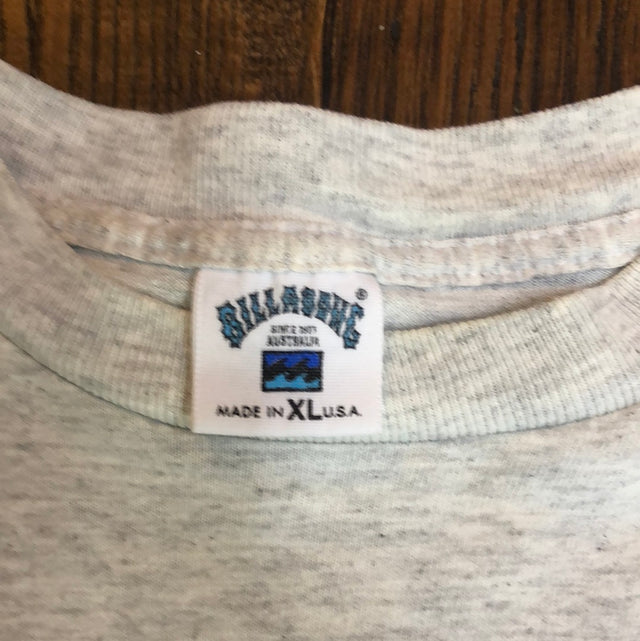 BILLABONG ®
SINCE 1973
AUSTRALIA
MADE IN XL U.S.A.